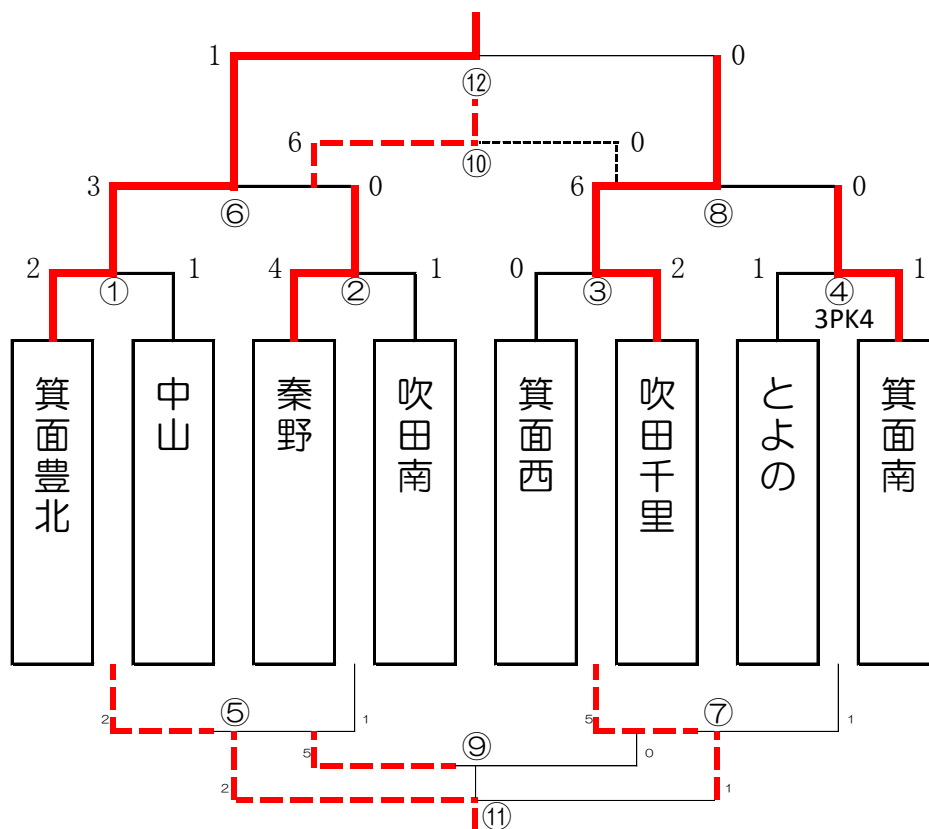 1 0
⑫
6 ⑩ 0
3 ⑥ 0 6 ⑧ 0
2 ① 1 4 ② 1 0 ③ 2 1 ④ 1
3PK4
箕面豊北
中山
秦野
吹田南
箕面西
吹田千里
とよの
箕面南
2 ⑤ 1 5 ⑦ 1
5 ⑨ 0
2 ⑪ 1